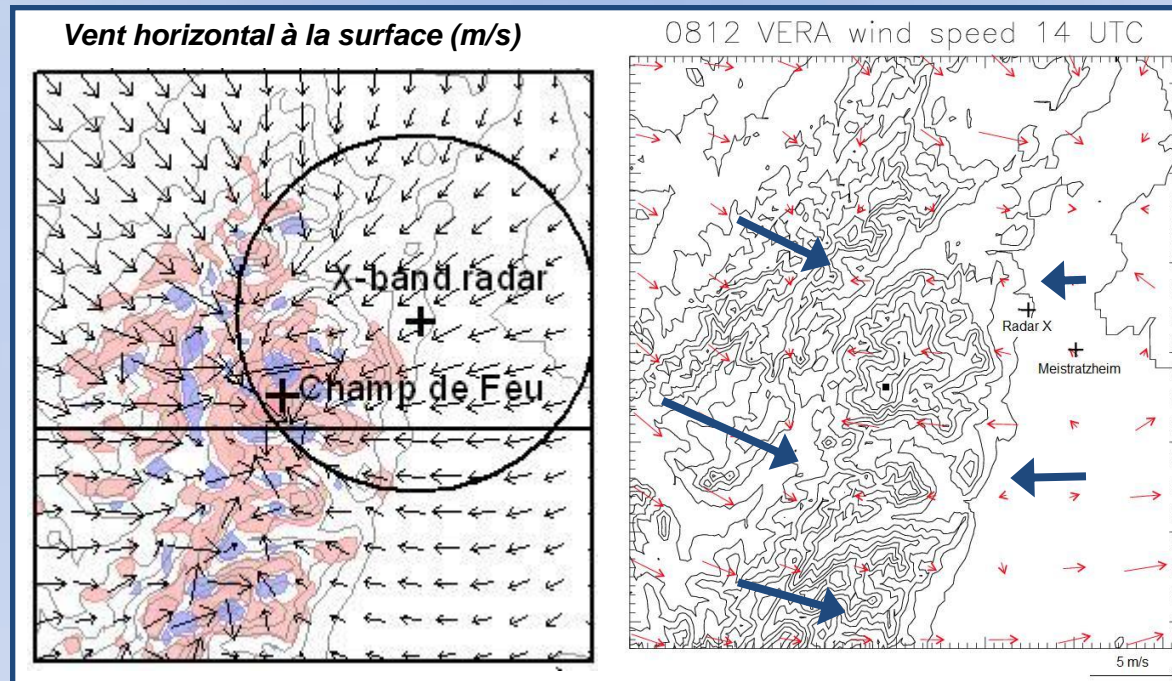 Vent horizontal à la surface (m/s)
X-band radar
Champ de Feu
0812 VERA wind speed 14 UTC
Radar X
Meistratzheim
5 m/s